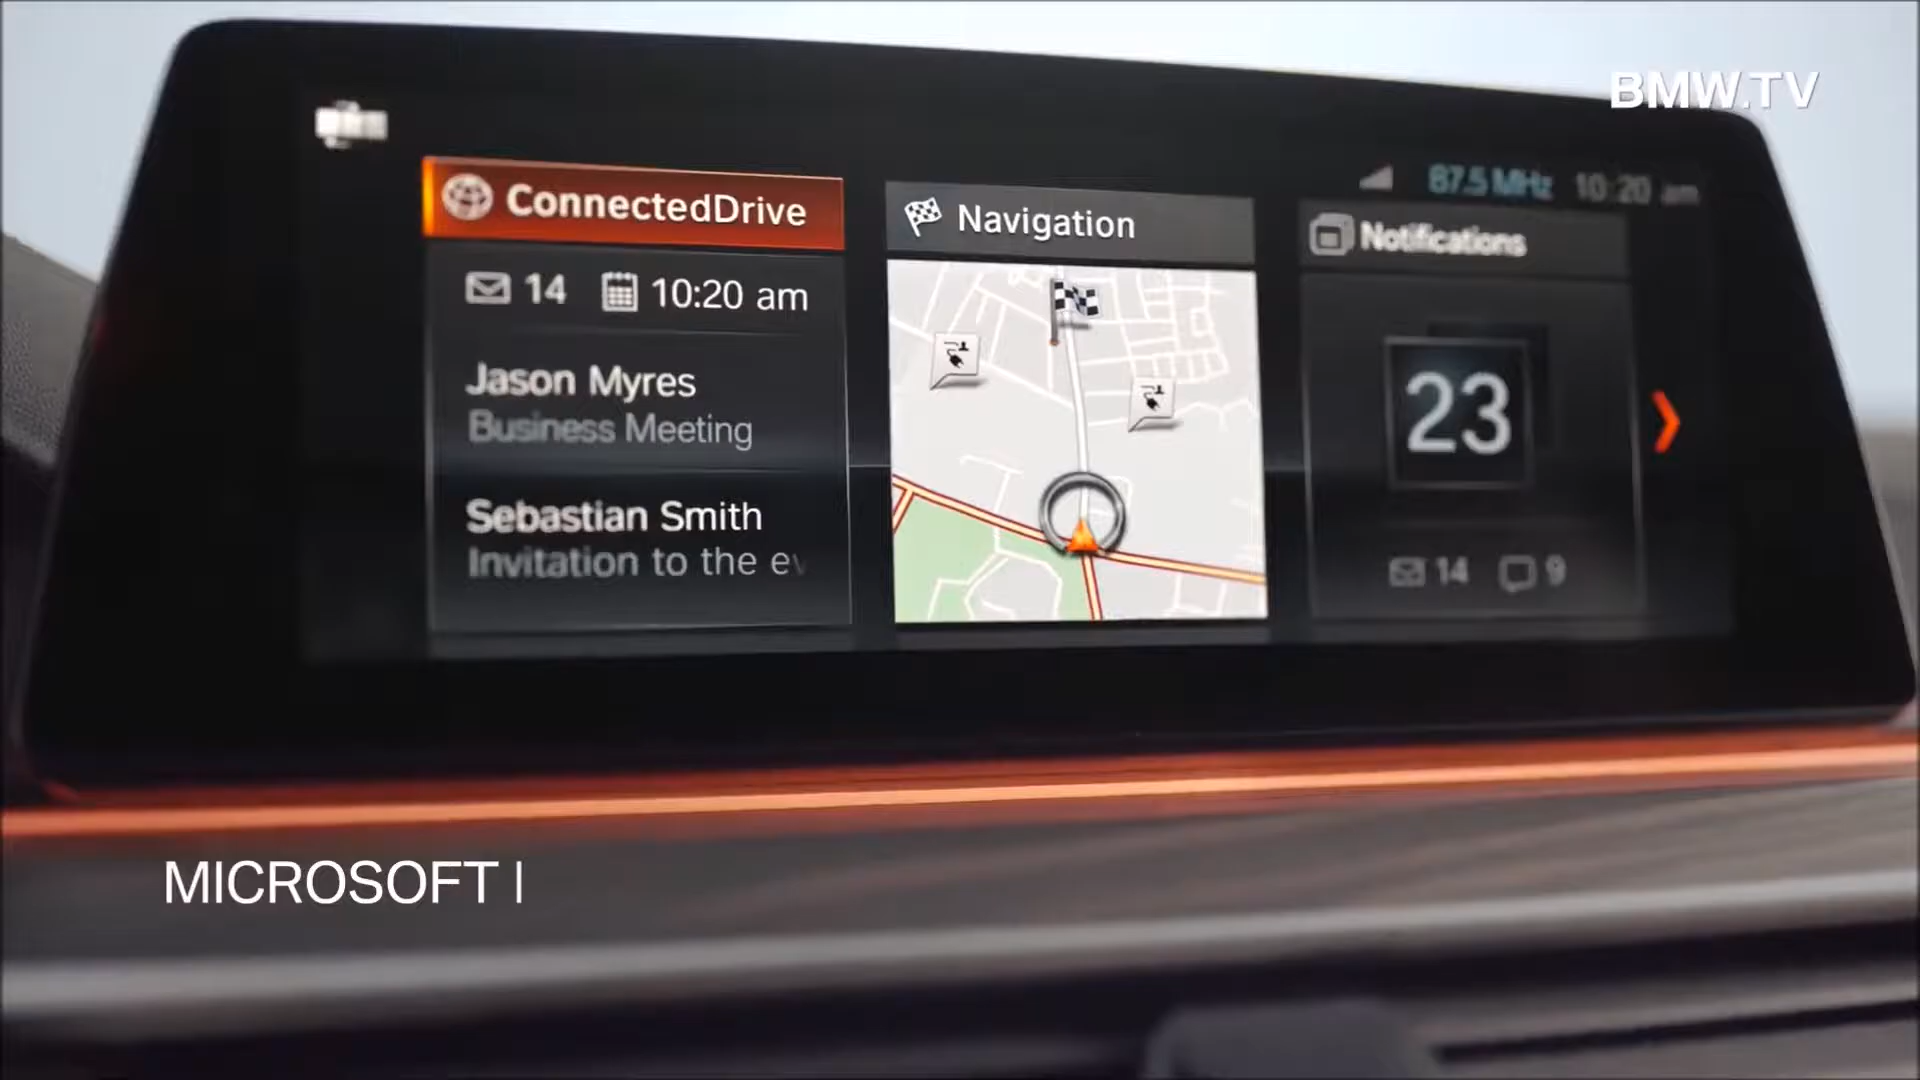 BMW.TV
87.5 MHz 10:20 am
ConnectedDrive
14 10:20 am
Jason Myres
Business Meeting
Sebastian Smith
Invitation to the ev
Navigation
Notifications
23
14 9
MICROSOFT |